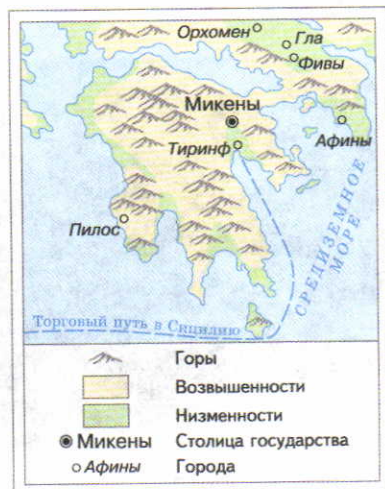 Орхомен
Гла
Фивы
Микены
Афины
Тиринф
Пилос
СРЕДИЗЕМНОЕ
МОРЕ
Торговый путь в Сицилию
Горы
Возвышенности
Низменности
Микены Столица государства
Афины Города